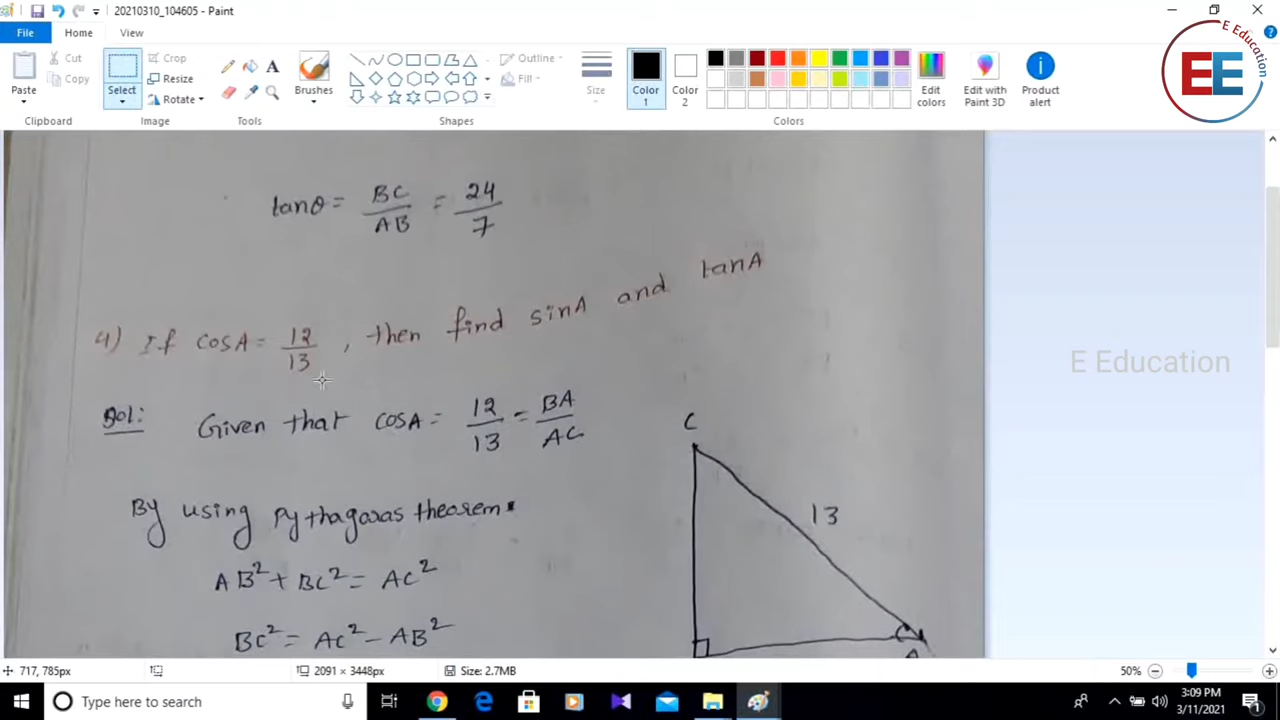 20210310_104605 - Paint
E Education
EE
File Home View
Paste Cut Copy Select Crop Resize Rotate Brushes Outline Fill Size Color 1 Color 2 Edit colors Edit with Paint 3D Product alert
Clipboard Image Tools Shapes Colors
tanθ = BC/AB = 24/7
4) If cosA = 12/13, then find sinA and tanA
E Education
Sol: Given that cosA = 12/13 = BA/AC
C
By using Pythagoras theorem
13
AB² + BC² = AC²
BC² = AC² - AB²
A
717, 785px 2091 × 3448px Size: 2.7MB 50%
Type here to search
3:09 PM
3/11/2021